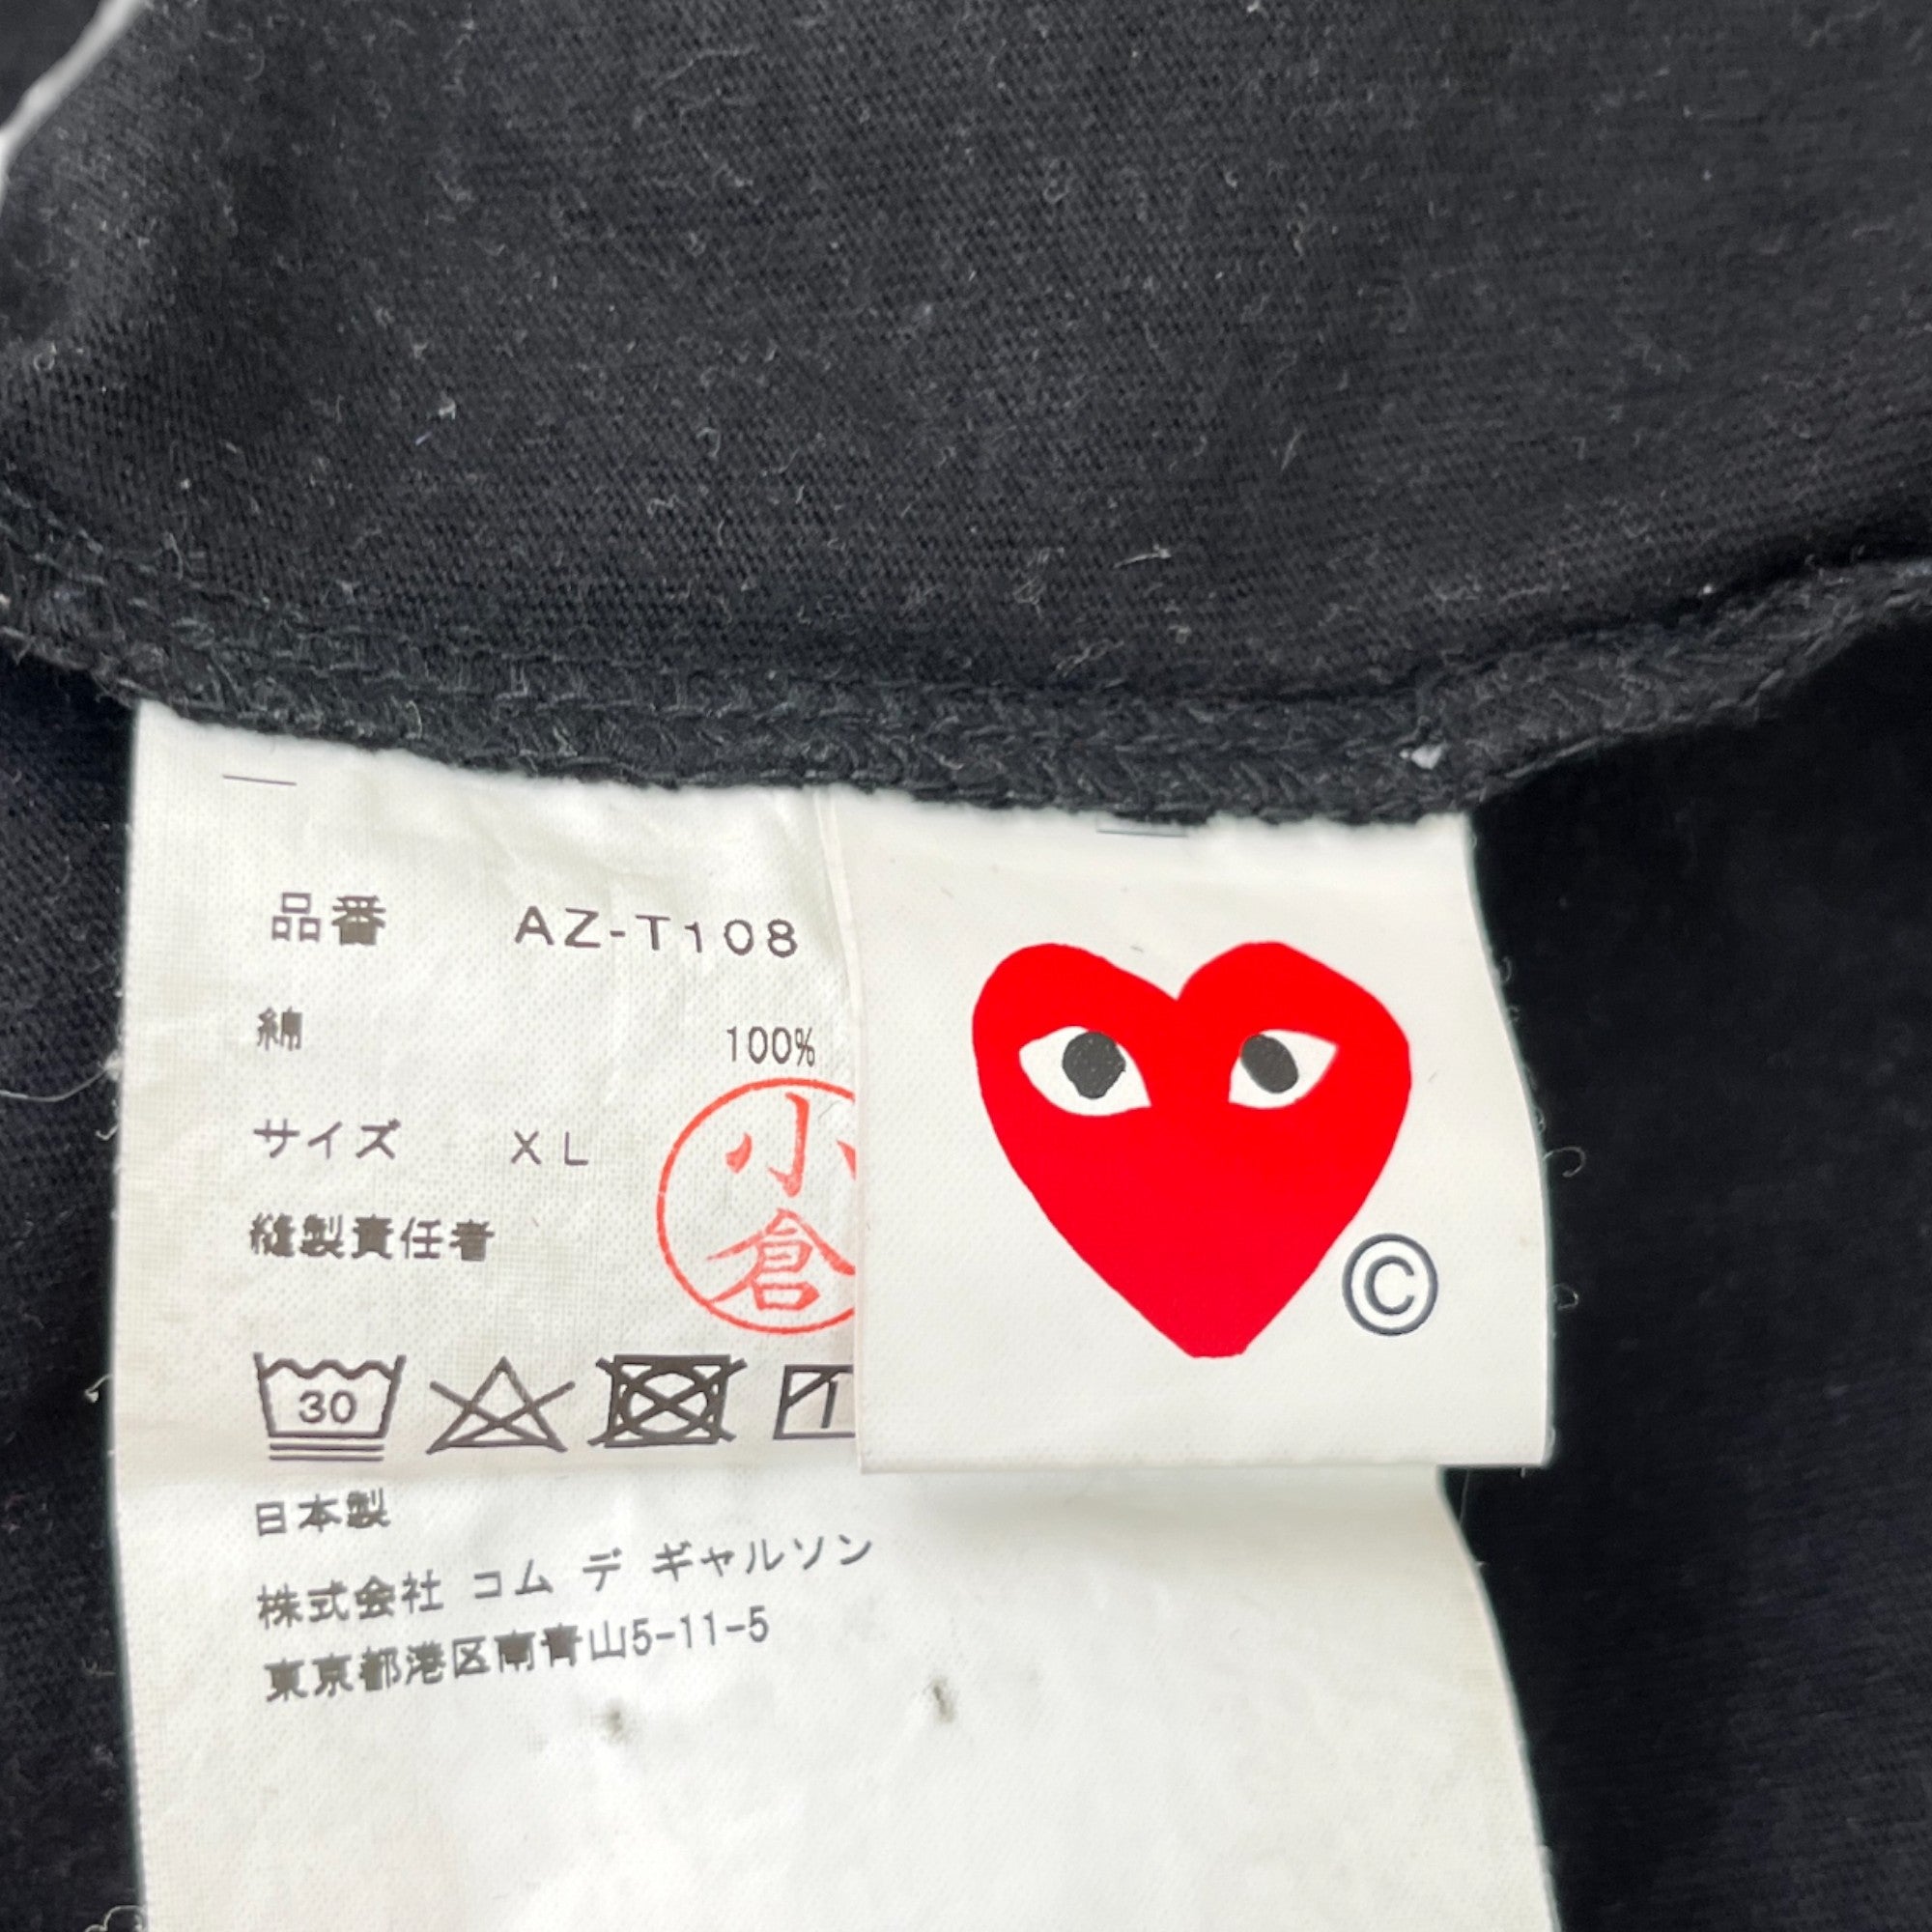 品番 AZ-T108
綿 100%
サイズ XL
縫製責任者 小倉
30
日本製
株式会社 コム デ ギャルソン
東京都港区南青山5-11-5
©